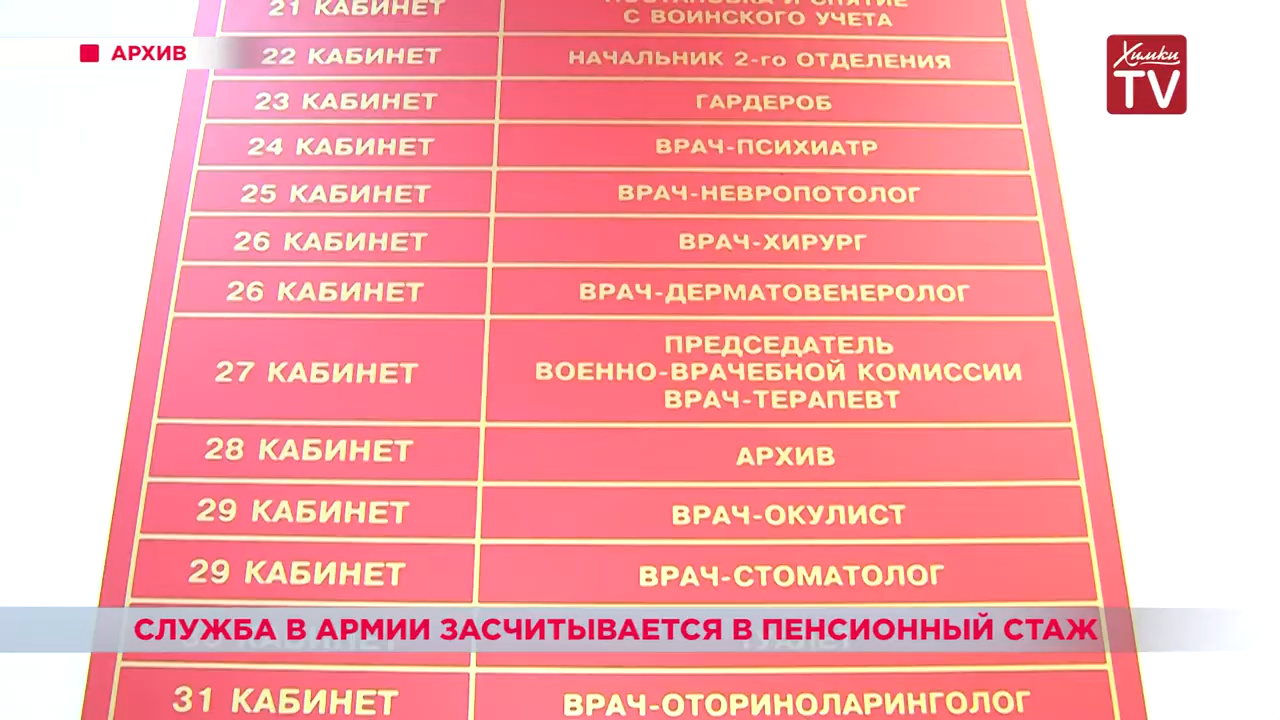 21 КАБИНЕТ ПОСТАНОВКА И СНЯТИЕ
С ВОИНСКОГО УЧЕТА
АРХИВ
22 КАБИНЕТ НАЧАЛЬНИК 2-го ОТДЕЛЕНИЯ
Химки
TV
23 КАБИНЕТ ГАРДЕРОБ
24 КАБИНЕТ ВРАЧ-ПСИХИАТР
25 КАБИНЕТ ВРАЧ-НЕВРОПОТОЛОГ
26 КАБИНЕТ ВРАЧ-ХИРУРГ
26 КАБИНЕТ ВРАЧ-ДЕРМАТОВЕНЕРОЛОГ
27 КАБИНЕТ ПРЕДСЕДАТЕЛЬ
ВОЕННО-ВРАЧЕБНОЙ КОМИССИИ
ВРАЧ-ТЕРАПЕВТ
28 КАБИНЕТ АРХИВ
29 КАБИНЕТ ВРАЧ-ОКУЛИСТ
29 КАБИНЕТ ВРАЧ-СТОМАТОЛОГ
СЛУЖБА В АРМИИ ЗАСЧИТЫВАЕТСЯ В ПЕНСИОННЫЙ СТАЖ
31 КАБИНЕТ ВРАЧ-ОТОРИНОЛАРИНГОЛОГ